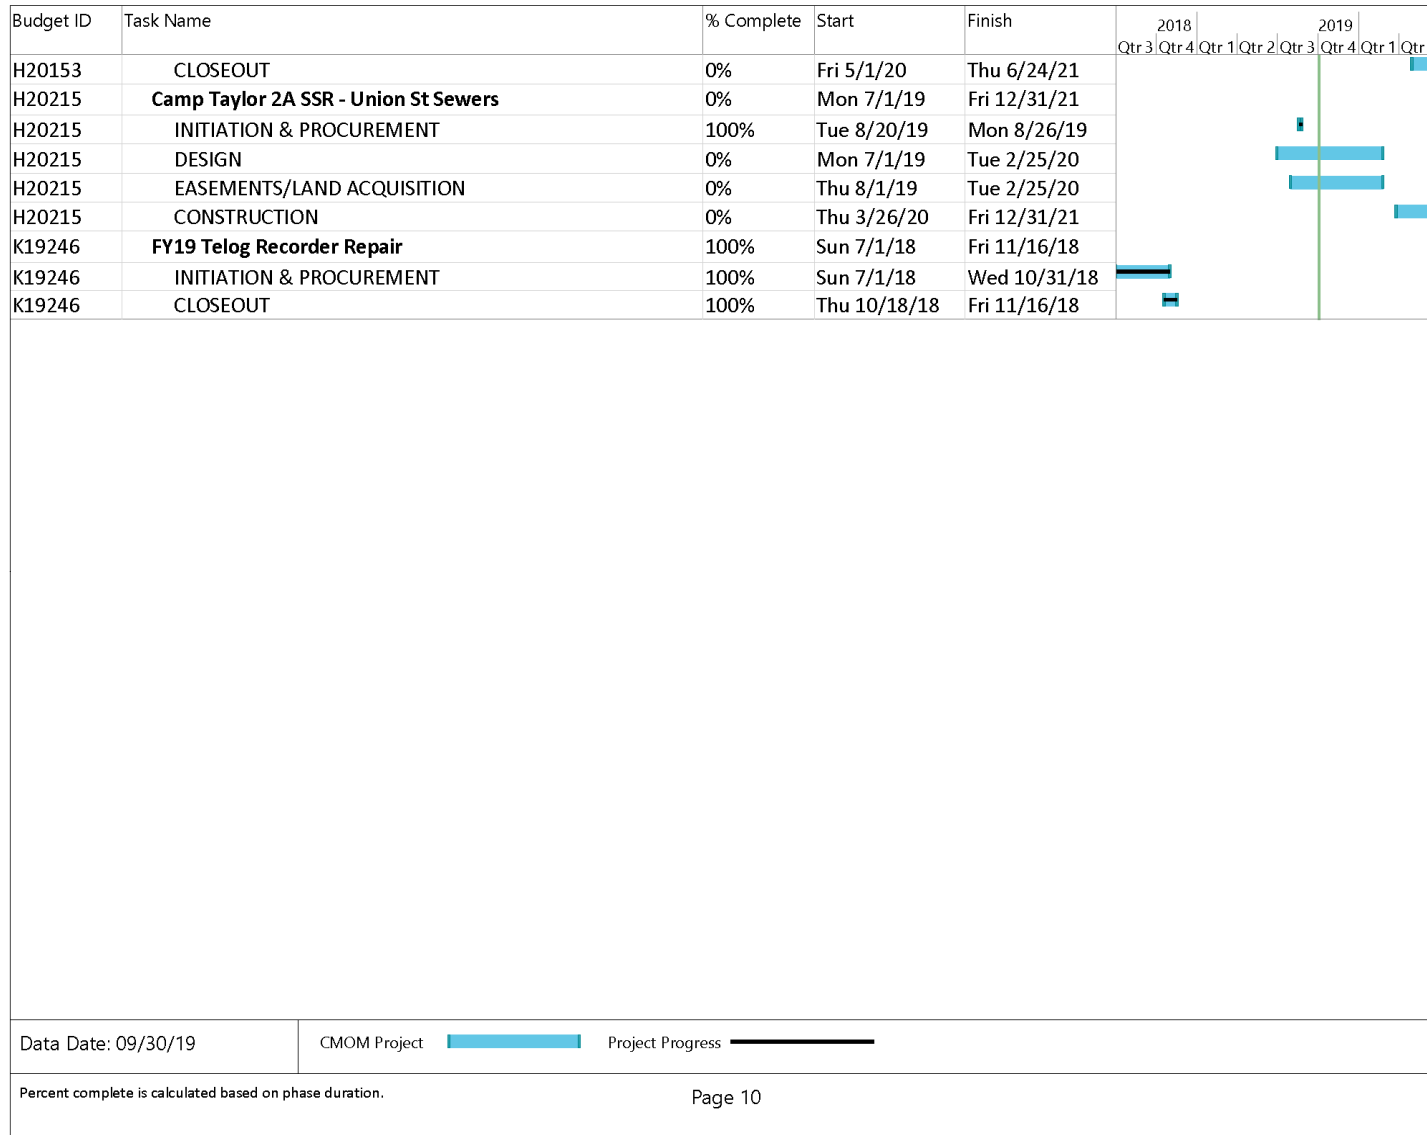 Budget ID Task Name % Complete Start Finish 2018 2019
Qtr 3 Qtr 4 Qtr 1 Qtr 2 Qtr 3 Qtr 4 Qtr 1 Qtr
H20153 CLOSEOUT 0% Fri 5/1/20 Thu 6/24/21
H20215 Camp Taylor 2A SSR - Union St Sewers 0% Mon 7/1/19 Fri 12/31/21
H20215 INITIATION & PROCUREMENT 100% Tue 8/20/19 Mon 8/26/19
H20215 DESIGN 0% Mon 7/1/19 Tue 2/25/20
H20215 EASEMENTS/LAND ACQUISITION 0% Thu 8/1/19 Tue 2/25/20
H20215 CONSTRUCTION 0% Thu 3/26/20 Fri 12/31/21
K19246 FY19 Telog Recorder Repair 100% Sun 7/1/18 Fri 11/16/18
K19246 INITIATION & PROCUREMENT 100% Sun 7/1/18 Wed 10/31/18
K19246 CLOSEOUT 100% Thu 10/18/18 Fri 11/16/18
Data Date: 09/30/19 CMOM Project Project Progress
Percent complete is calculated based on phase duration. Page 10